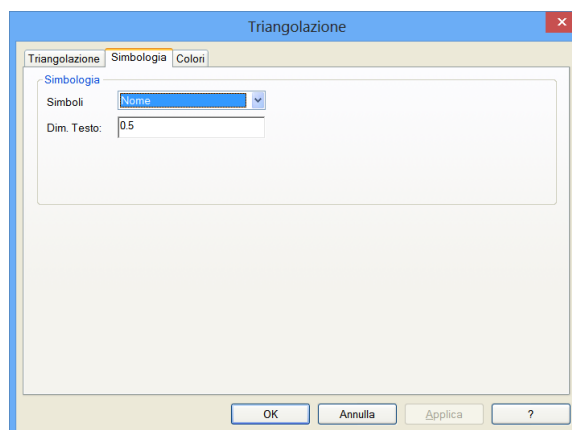 Triangolazione
Triangolazione Simbologia Colori
Simbologia
Simboli Nome
Dim. Testo: 0.5
OK Annulla Applica ?